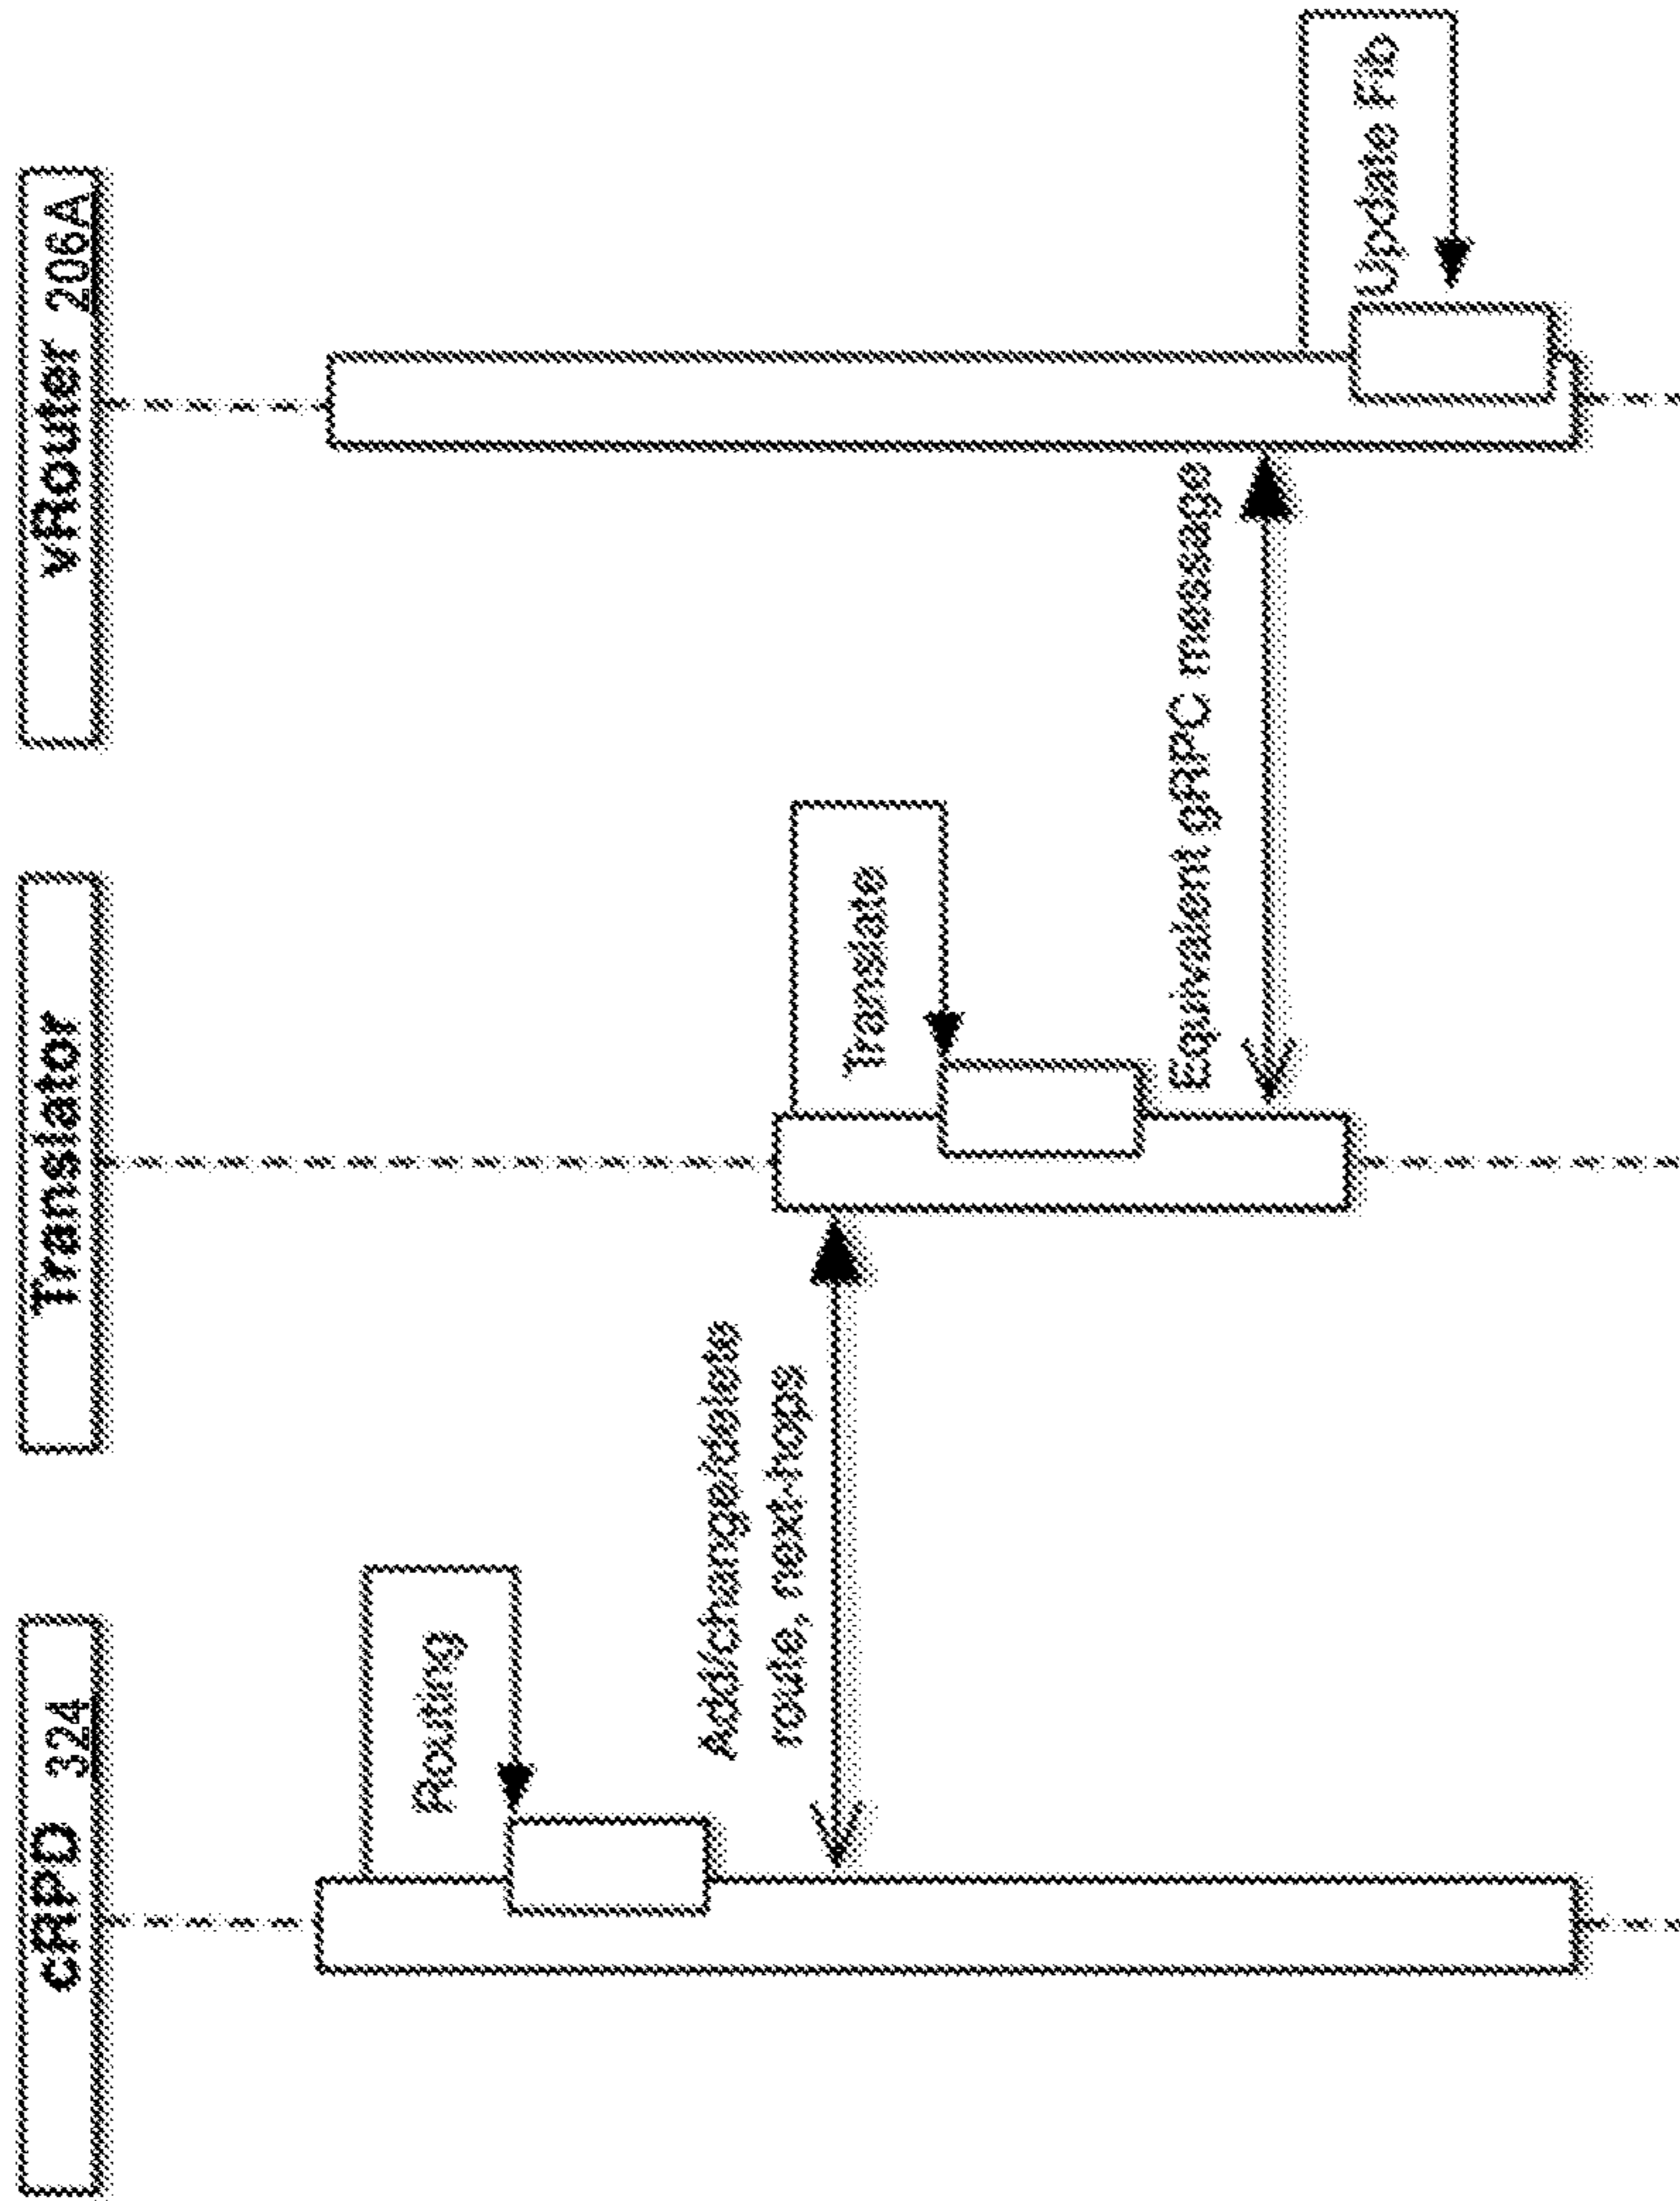 cRPD 324
Translator
vRouter 206A
Routing
Add/change/delete
route, next-hops
Translate
Equivalent gRPC message
Update Fib